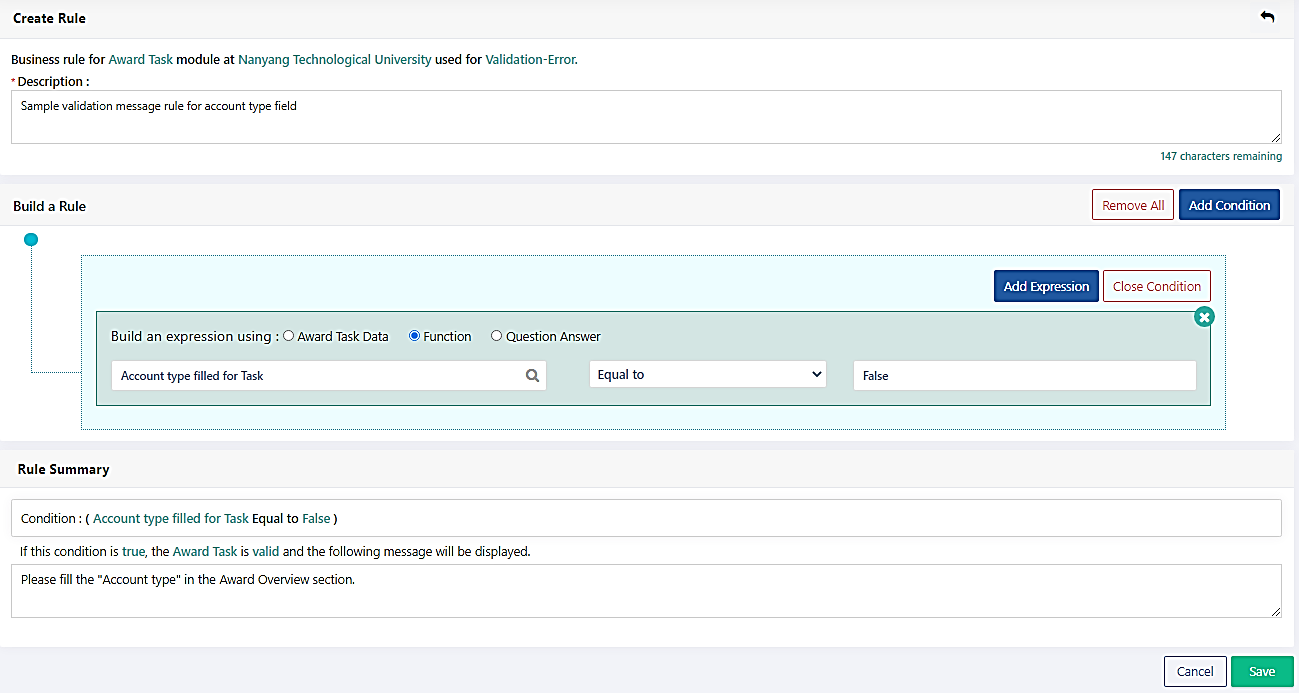 Create Rule
Business rule for Award Task module at Nanyang Technological University used for Validation-Error.
* Description :
Sample validation message rule for account type field
147 characters remaining
Build a Rule
Remove All
Add Condition
Add Expression
Close Condition
Build an expression using : Award Task Data Function Question Answer
Account type filled for Task
Equal to
False
Rule Summary
Condition : ( Account type filled for Task Equal to False )
If this condition is true, the Award Task is valid and the following message will be displayed.
Please fill the "Account type" in the Award Overview section.
Cancel
Save